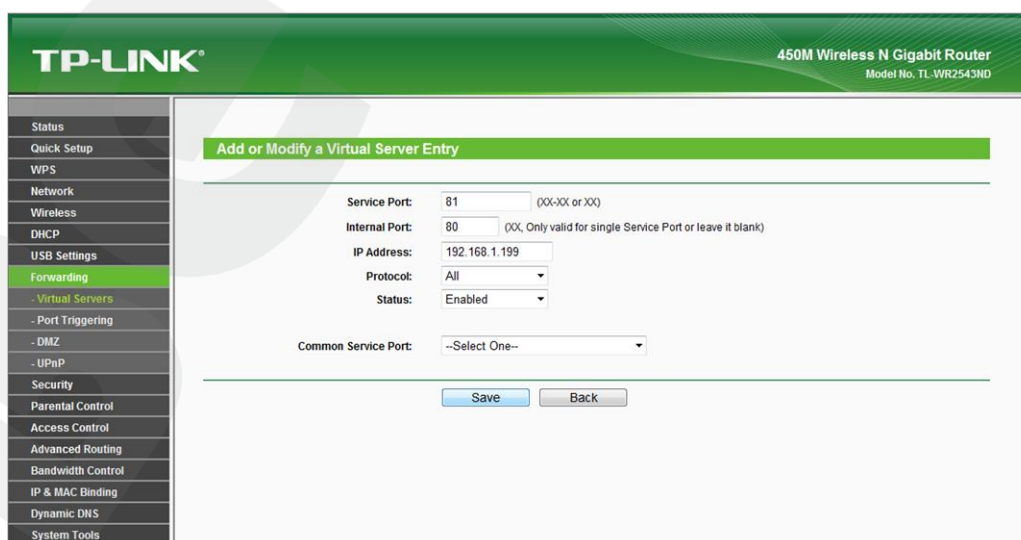 TP-LINK®
450M Wireless N Gigabit Router
Model No. TL-WR2543ND
Status
Quick Setup
WPS
Network
Wireless
DHCP
USB Settings
Forwarding
- Virtual Servers
- Port Triggering
- DMZ
- UPnP
Security
Parental Control
Access Control
Advanced Routing
Bandwidth Control
IP & MAC Binding
Dynamic DNS
System Tools
Add or Modify a Virtual Server Entry
Service Port: 81 (XX-XX or XX)
Internal Port: 80 (XX, Only valid for single Service Port or leave it blank)
IP Address: 192.168.1.199
Protocol: All
Status: Enabled
Common Service Port: --Select One--
Save Back